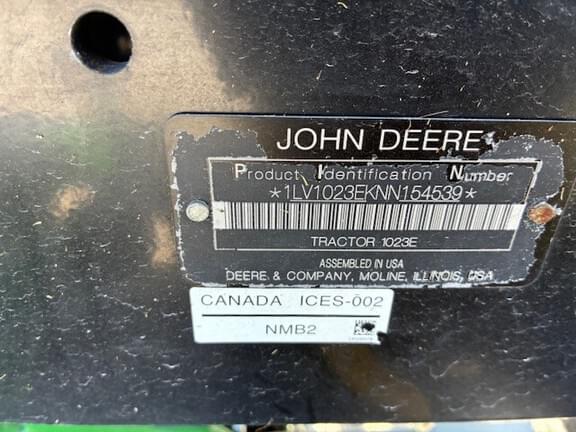 JOHN DEERE
Product Identification Number
*1LV1023EKNN154539*
TRACTOR 1023E
ASSEMBLED IN USA
DEERE & COMPANY, MOLINE, ILLINOIS, USA
CANADA ICES-002
NMB2